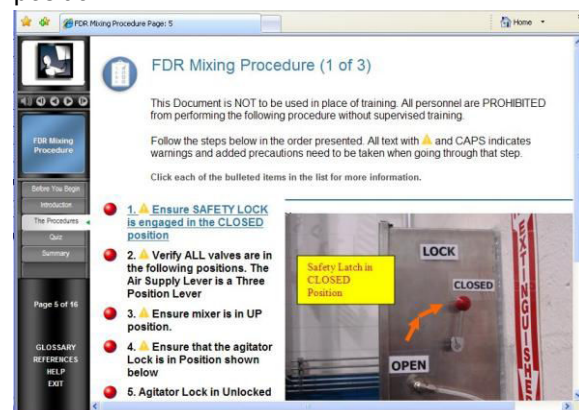 FDR Mixing Procedure Page: 5
Home
FDR Mixing Procedure (1 of 3)
This Document is NOT to be used in place of training. All personnel are PROHIBITED
from performing the following procedure without supervised training.
Follow the steps below in the order presented. All text with ⚠ and CAPS indicates
warnings and added precautions need to be taken when going through that step.
Click each of the bulleted items in the list for more information.
FDR Mixing
Procedure
Before You Begin
Introduction
The Procedures
Quiz
Summary
Page 5 of 16
GLOSSARY
REFERENCES
HELP
EXIT
1. ⚠ Ensure SAFETY LOCK
is engaged in the CLOSED
position
2. ⚠ Verify ALL valves are in
the following positions. The
Air Supply Lever is a Three
Position Lever
3. ⚠ Ensure mixer is in UP
position.
4. ⚠ Ensure that the agitator
Lock is in Position shown
below
5. Agitator Lock in Unlocked
Safety Latch in
CLOSED
Position
LOCK
CLOSED
OPEN
EXTINGUISHE